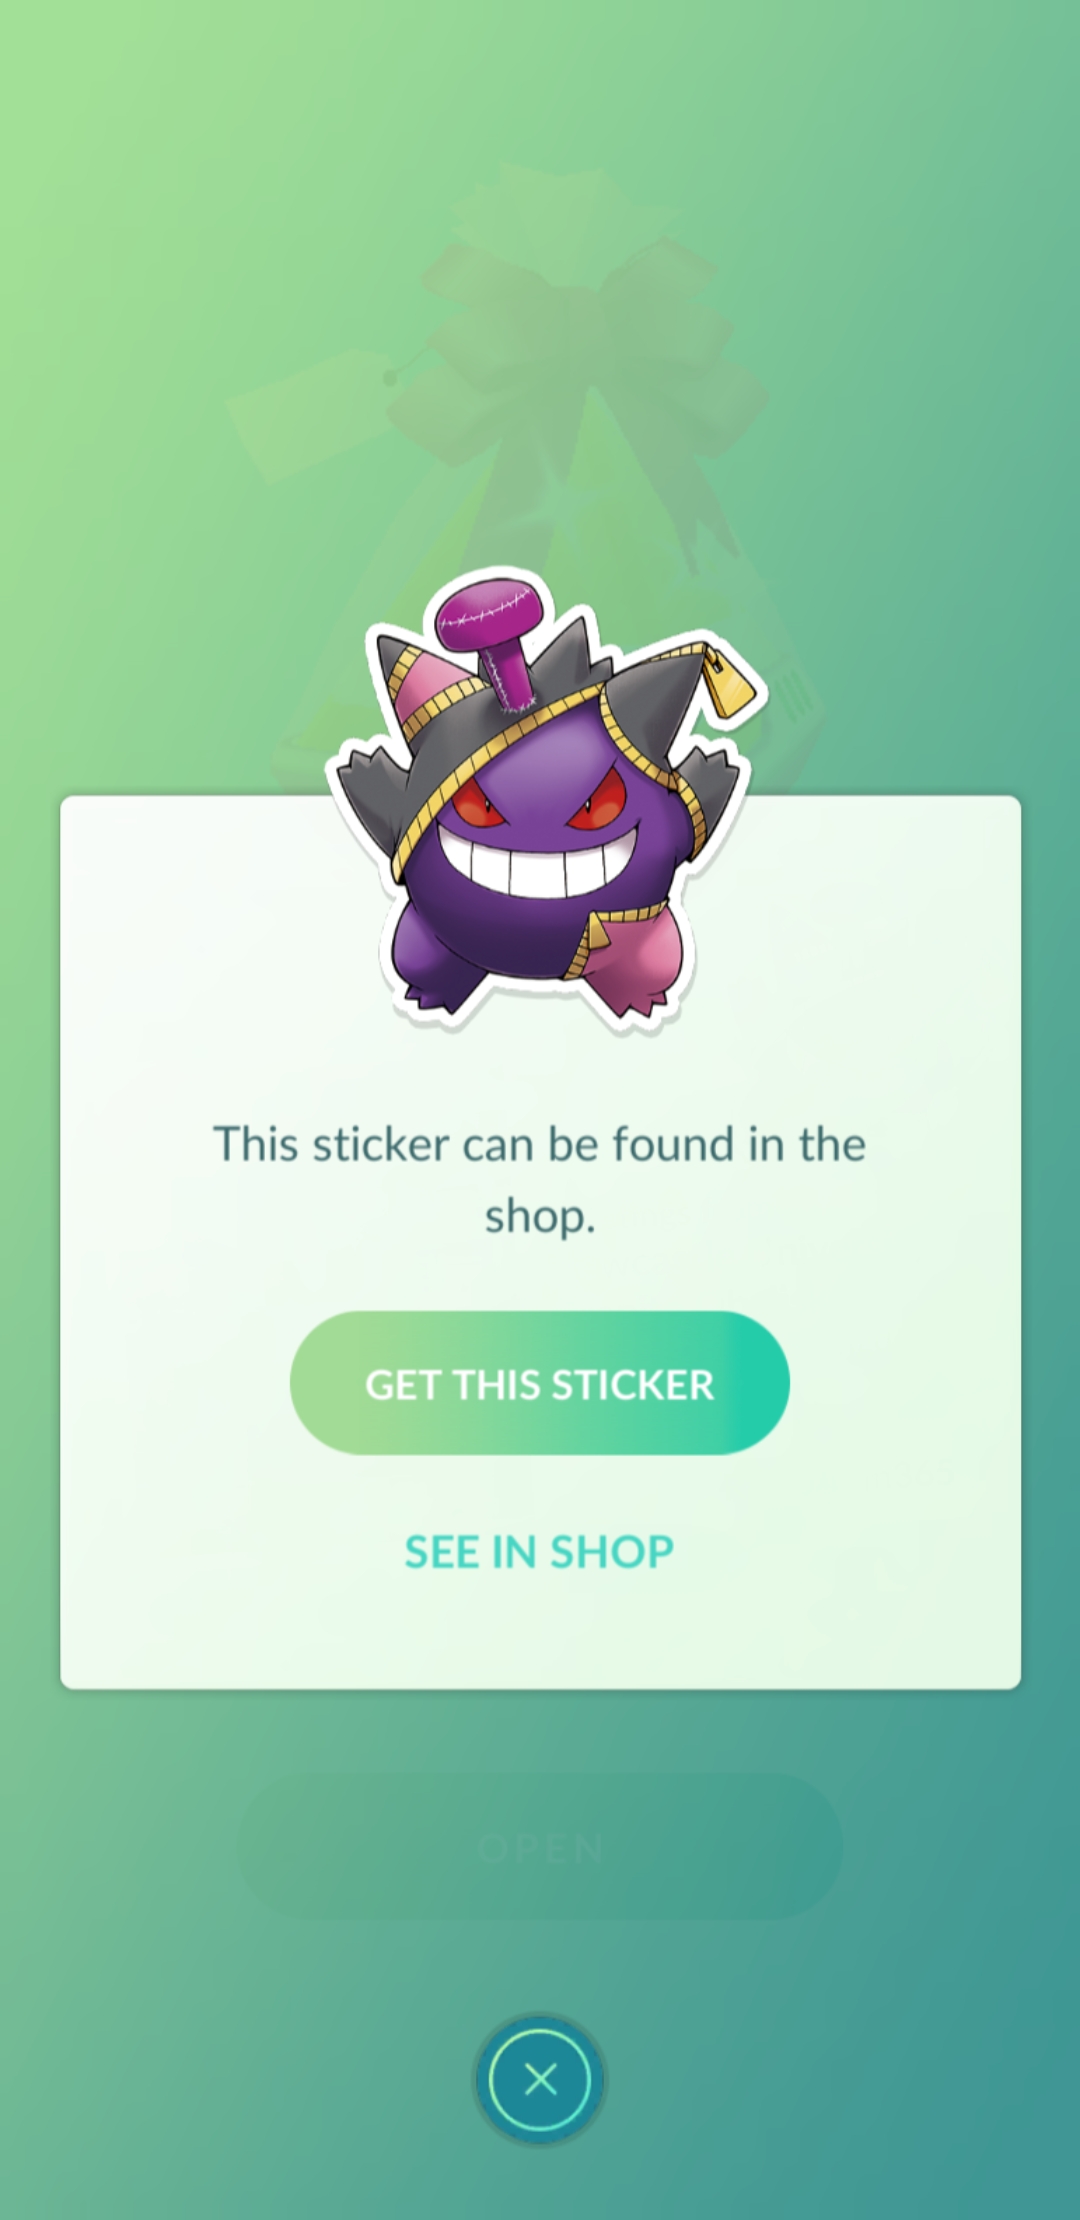 This sticker can be found in the
shop.
GET THIS STICKER
SEE IN SHOP
OPEN